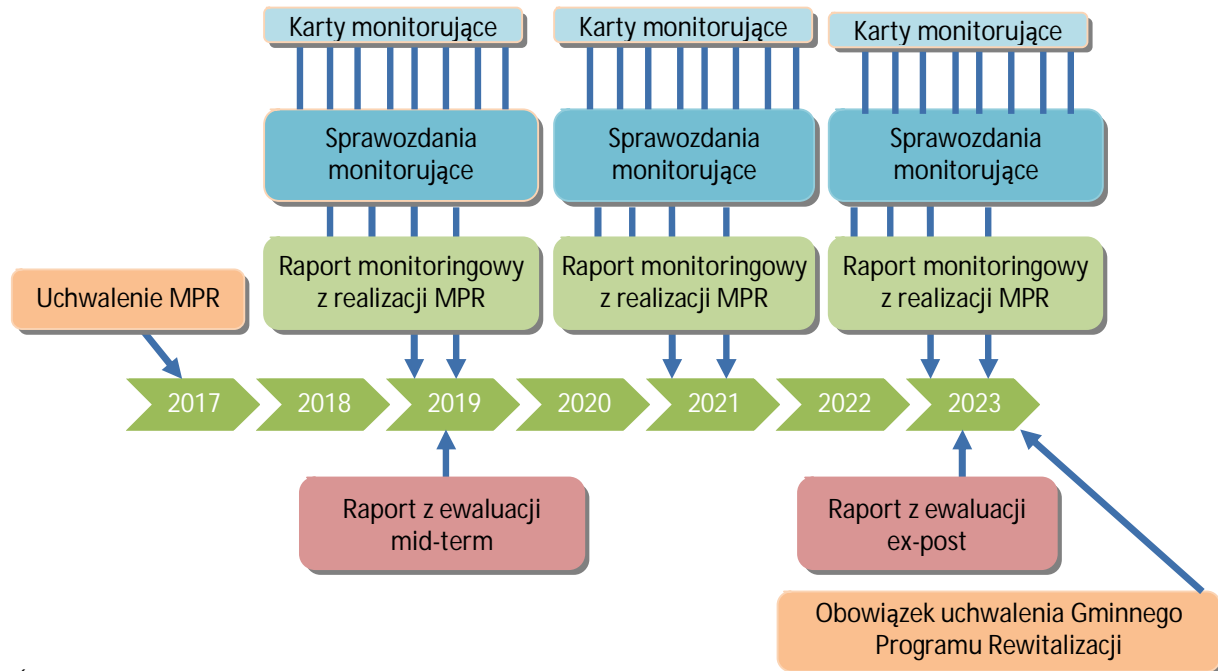 Karty monitorujące
Karty monitorujące
Karty monitorujące
Sprawozdania
monitorujące
Sprawozdania
monitorujące
Sprawozdania
monitorujące
Uchwalenie MPR
Raport monitoringowy
z realizacji MPR
Raport monitoringowy
z realizacji MPR
Raport monitoringowy
z realizacji MPR
2017
2018
2019
2020
2021
2022
2023
Raport z ewaluacji
mid-term
Raport z ewaluacji
ex-post
Obowiązek uchwalenia Gminnego
Programu Rewitalizacji